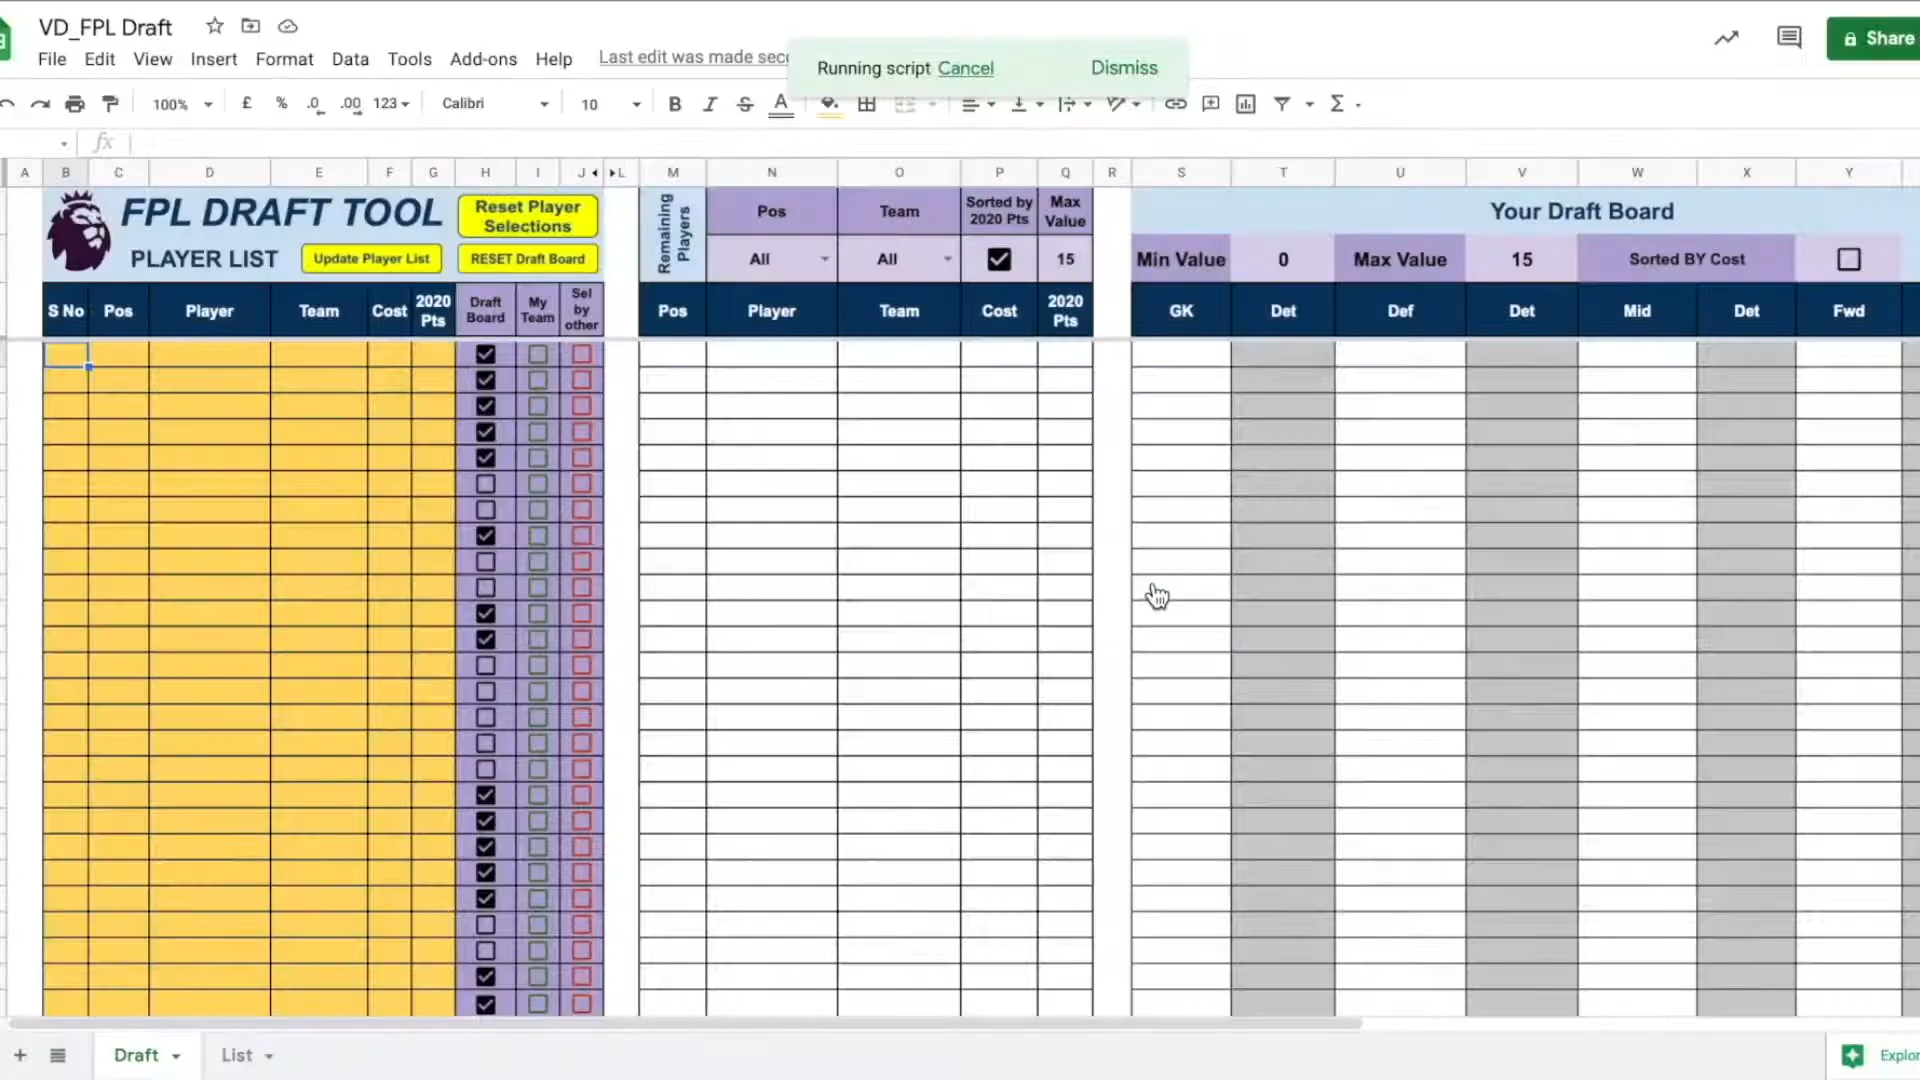 VD_FPL Draft
File Edit View Insert Format Data Tools Add-ons Help Last edit was made seco
Running script Cancel Dismiss
Share
100% £ % .0 .00 123 Calibri 10 B I S A Σ
fx
A B C D E F G H I J L M N O P Q R S T U V W X Y
FPL DRAFT TOOL
PLAYER LIST
Update Player List
Reset Player
Selections
RESET Draft Board
S No Pos Player Team Cost 2020
Pts
Draft
Board
My
Team
Sel
by
other
Remaining
Players
Pos Team Sorted by
2020 Pts
Max
Value
All All 15
Pos Player Team Cost 2020
Pts
Your Draft Board
Min Value 0 Max Value 15 Sorted BY Cost
GK Det Def Det Mid Det Fwd
+ Draft List
Explor